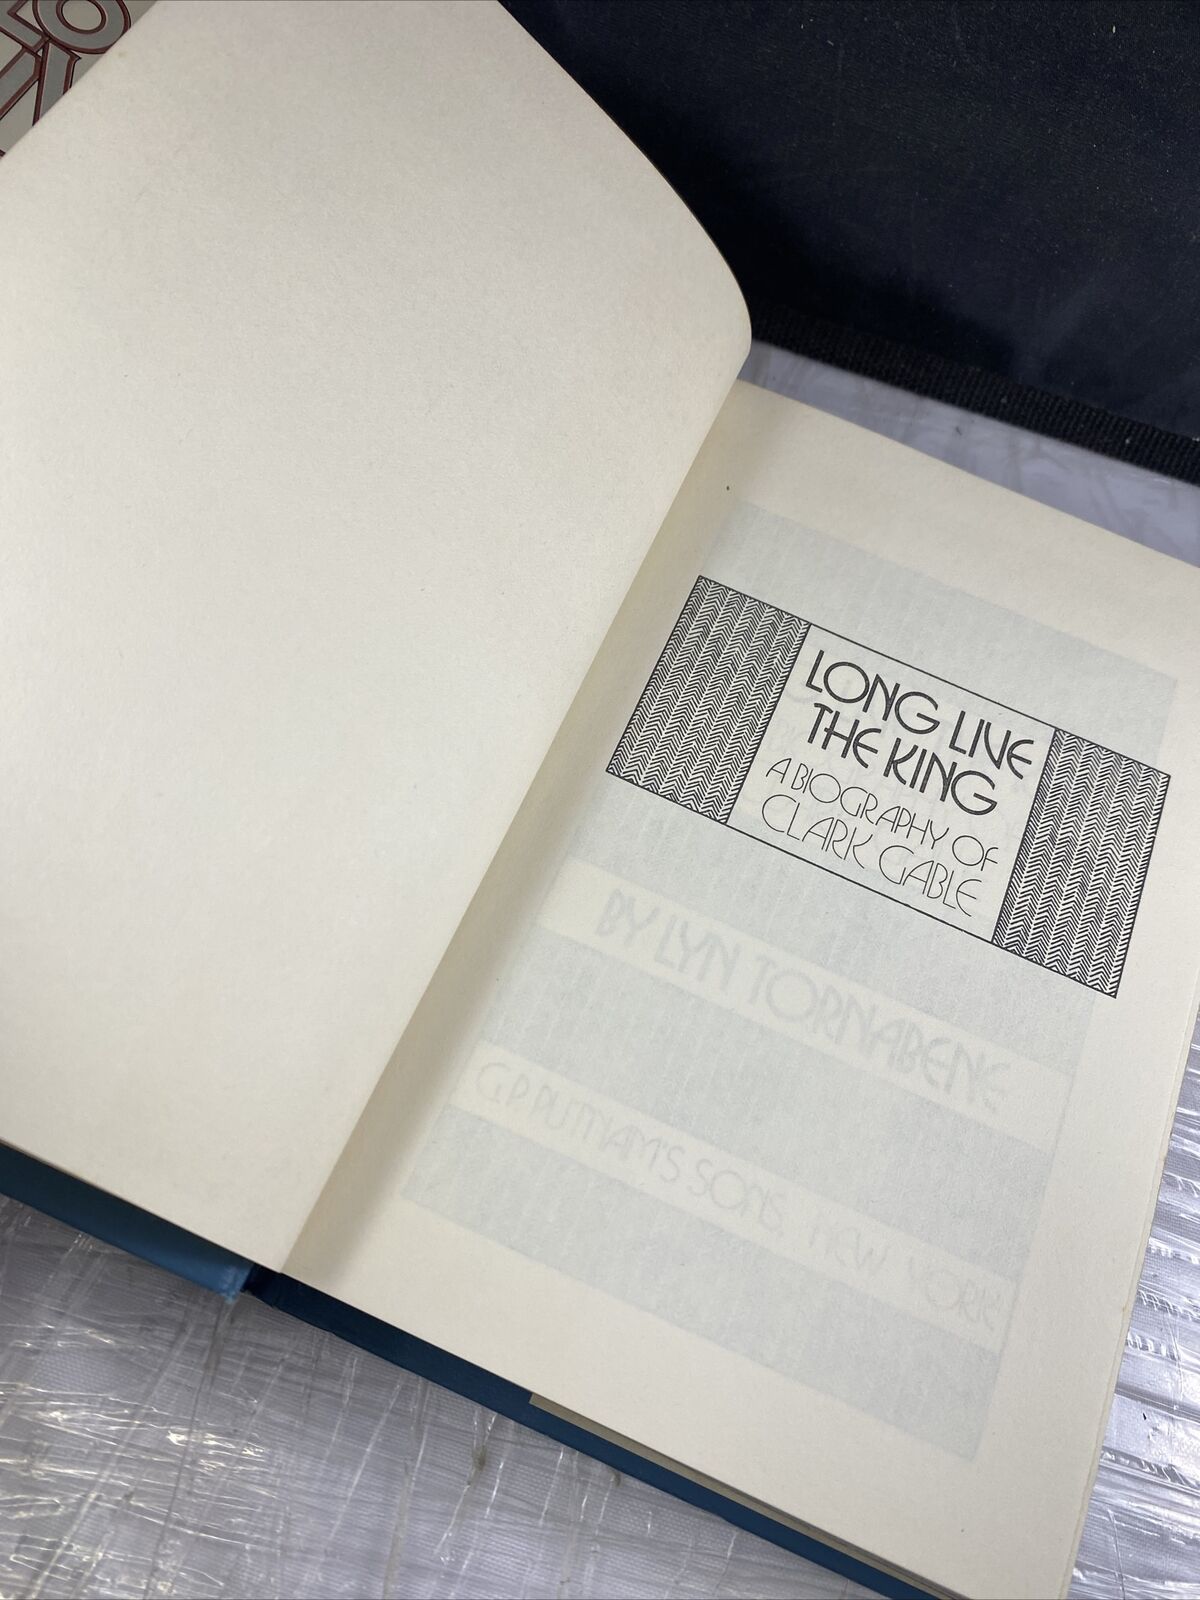 LONG LIVE
THE KING
A BIOGRAPHY OF
CLARK GABLE
BY LYN TORNABENE
G.P. PUTNAM'S SONS, NEW YORK